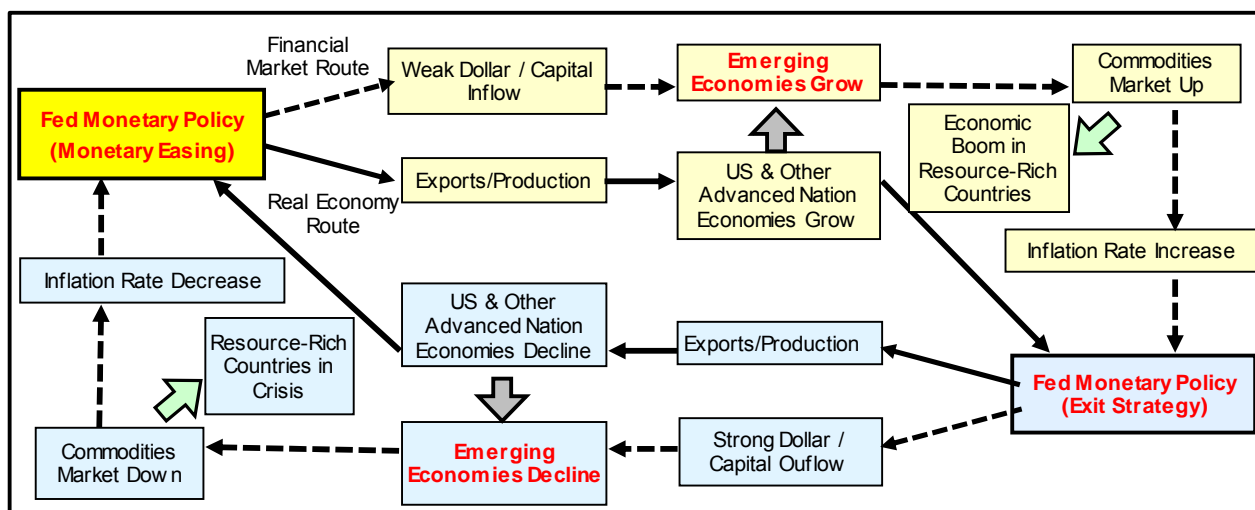 Financial
Market Route
Weak Dollar / Capital
Inflow
Emerging
Economies Grow
Commodities
Market Up
Fed Monetary Policy
(Monetary Easing)
Economic
Boom in
Resource-Rich
Countries
Exports/Production
US & Other
Advanced Nation
Economies Grow
Real Economy
Route
Inflation Rate Increase
Inflation Rate Decrease
US & Other
Advanced Nation
Economies Decline
Exports/Production
Resource-Rich
Countries in
Crisis
Fed Monetary Policy
(Exit Strategy)
Commodities
Market Down
Emerging
Economies Decline
Strong Dollar /
Capital Ouflow